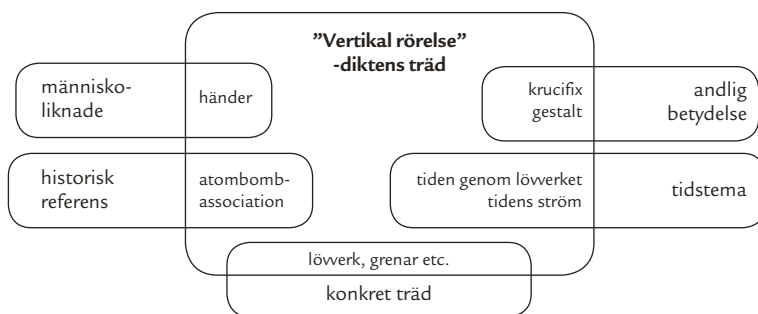 ”Vertikal rörelse”
-diktens träd
människo-
liknade
händer
krucifix
gestalt
andlig
betydelse
historisk
referens
atombomb-
association
tiden genom lövverket
tidens ström
tidstema
lövverk, grenar etc.
konkret träd